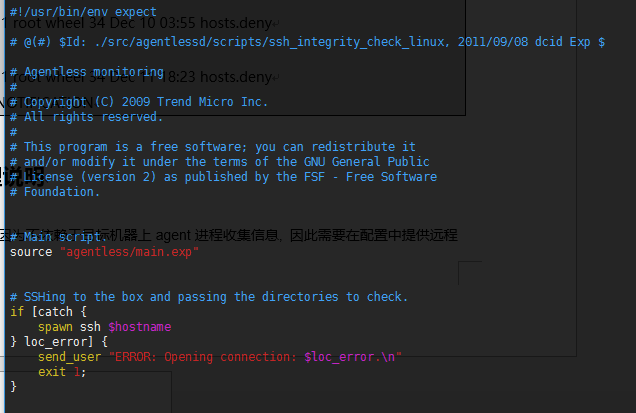 #!/usr/bin/env expect
root wheel 34 Dec 10 03:55 hosts.deny
# @(#) $Id: ./src/agentlessd/scripts/ssh_integrity_check_linux, 2011/09/08 dcid Exp $
# Agentless monitoring
root wheel 34 Dec 11 18:23 hosts.deny
#
# Copyright (C) 2009 Trend Micro Inc.
# All rights reserved.
#
# This program is a free software; you can redistribute it
# and/or modify it under the terms of the GNU General Public
# License (version 2) as published by the FSF - Free Software
说明
# Foundation.
# Main script.
机器上 agent 进程收集信息, 因此需要在配置中提供远程
source "agentless/main.exp"
# SSHing to the box and passing the directories to check.
if [catch {
spawn ssh $hostname
} loc_error] {
send_user "ERROR: Opening connection: $loc_error.\n"
exit 1;
}